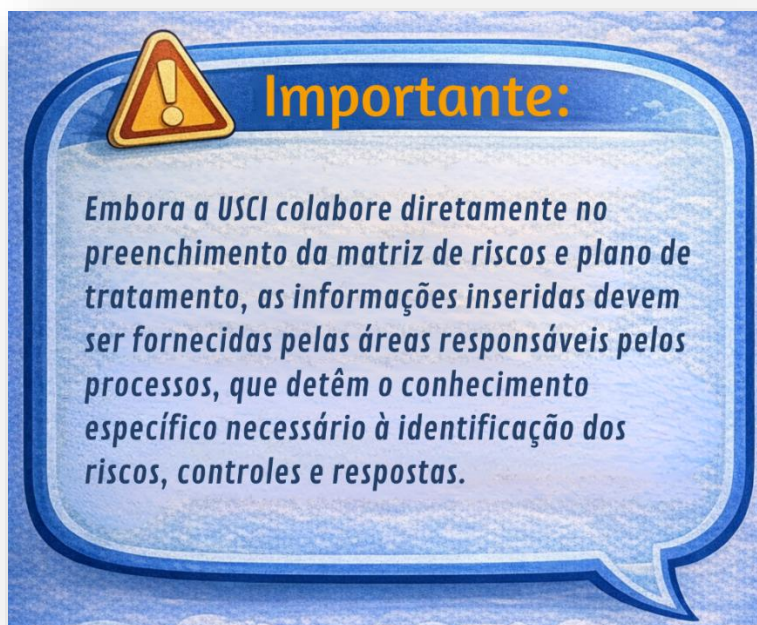 Importante:
Embora a USCI colabore diretamente no
preenchimento da matriz de riscos e plano de
tratamento, as informações inseridas devem
ser fornecidas pelas áreas responsáveis pelos
processos, que detêm o conhecimento
específico necessário à identificação dos
riscos, controles e respostas.